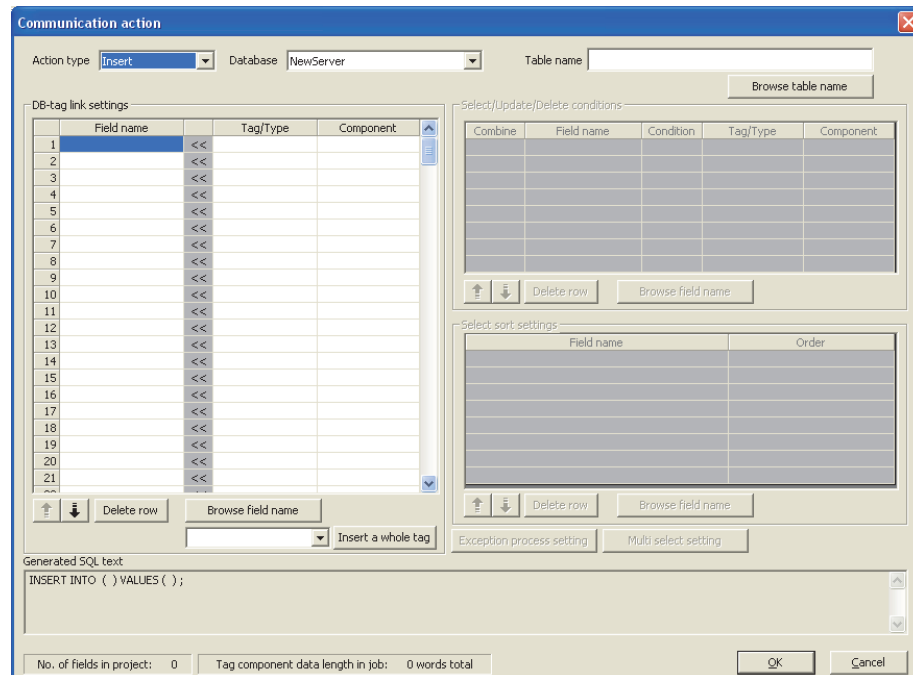 Communication action
Action type Insert Database NewServer Table name
Browse table name
DB-tag link settings
Field name Tag/Type Component
1 <<
2 <<
3 <<
4 <<
5 <<
6 <<
7 <<
8 <<
9 <<
10 <<
11 <<
12 <<
13 <<
14 <<
15 <<
16 <<
17 <<
18 <<
19 <<
20 <<
21 <<
Delete row Browse field name
Insert a whole tag
Select/Update/Delete conditions
Combine Field name Condition Tag/Type Component
Delete row Browse field name
Select sort settings
Field name Order
Delete row Browse field name
Exception process setting Multi select setting
Generated SQL text
INSERT INTO ( ) VALUES ( );
No. of fields in project: 0 Tag component data length in job: 0 words total
OK Cancel